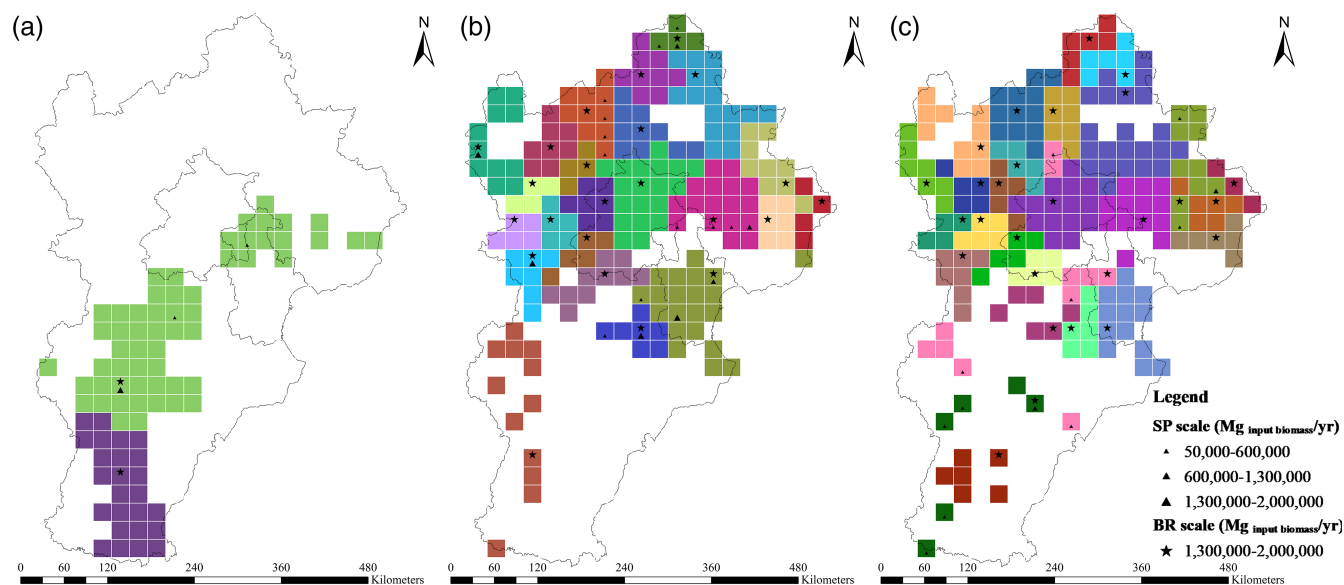 (a)
N
(b)
N
(c)
N
Legend
SP scale (Mg input biomass/yr)
50,000-600,000
600,000-1,300,000
1,300,000-2,000,000
BR scale (Mg input biomass/yr)
1,300,000-2,000,000
0 60 120 240 360 480 Kilometers
0 60 120 240 360 480 Kilometers
0 60 120 240 360 480 Kilometers